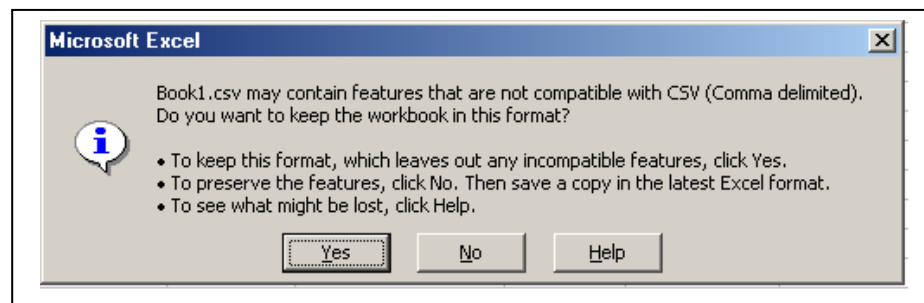 Microsoft Excel
Book1.csv may contain features that are not compatible with CSV (Comma delimited).
Do you want to keep the workbook in this format?
• To keep this format, which leaves out any incompatible features, click Yes.
• To preserve the features, click No. Then save a copy in the latest Excel format.
• To see what might be lost, click Help.
Yes No Help